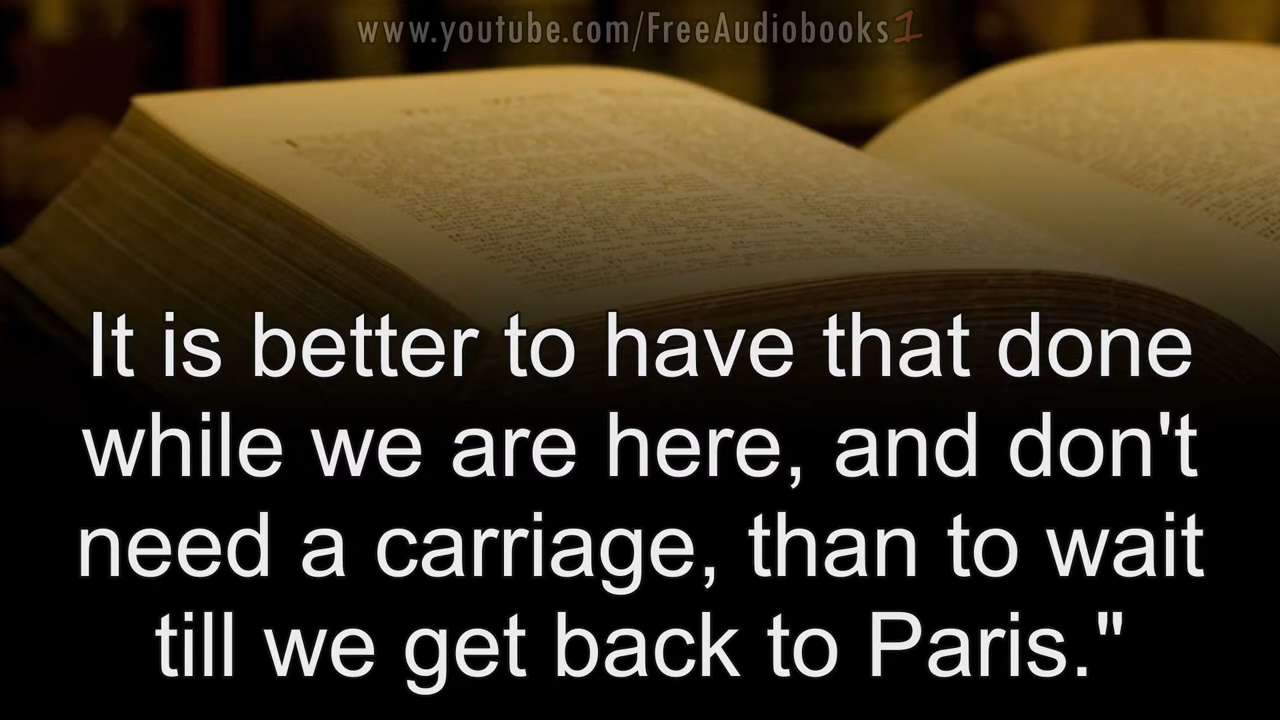 www.youtube.com/FreeAudiobooks1
It is better to have that done
while we are here, and don't
need a carriage, than to wait
till we get back to Paris."